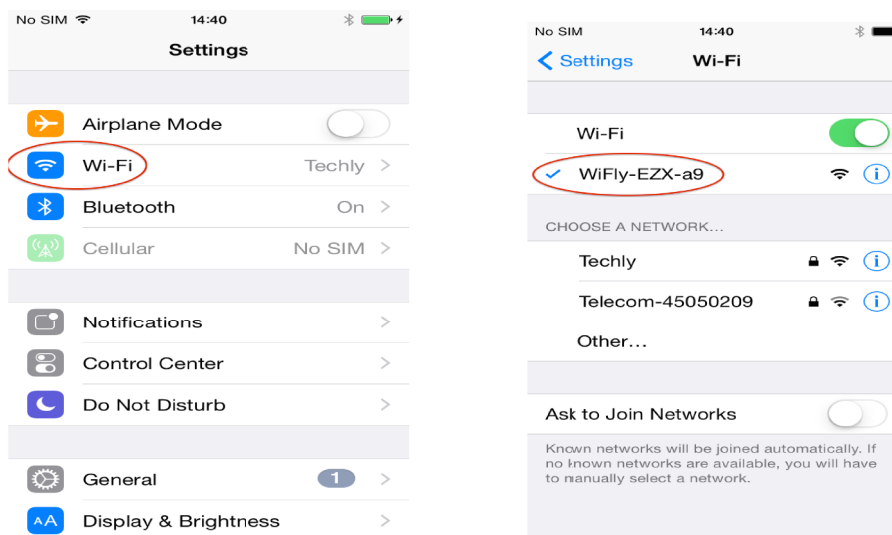 No SIM 14:40
Settings
Airplane Mode
Wi-Fi Techly
Bluetooth On
Cellular No SIM
Notifications
Control Center
Do Not Disturb
General 1
AA Display & Brightness
No SIM 14:40
Settings Wi-Fi
Wi-Fi
WiFly-EZX-a9
CHOOSE A NETWORK...
Techly
Telecom-45050209
Other...
Ask to Join Networks
Known networks will be joined automatically. If
no known networks are available, you will have
to manually select a network.